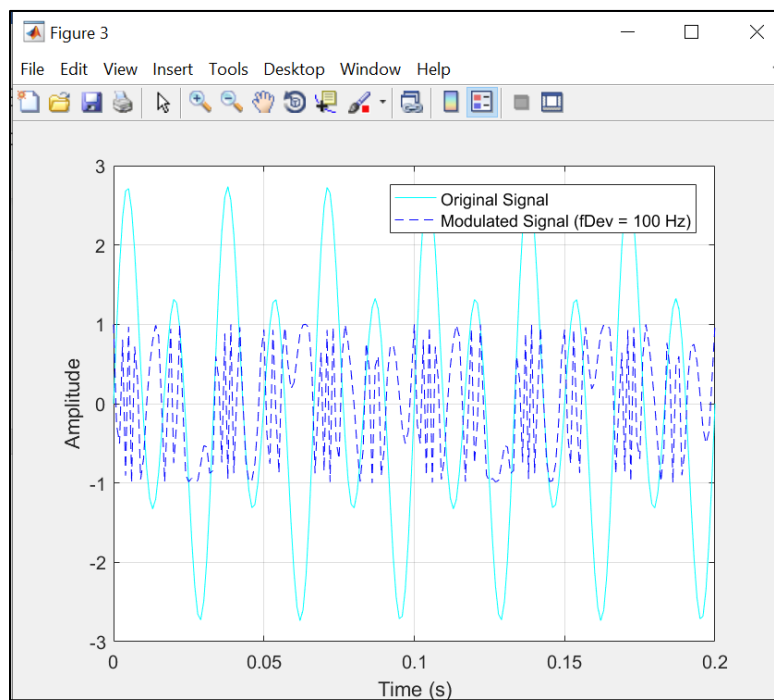 Figure 3
File Edit View Insert Tools Desktop Window Help
Original Signal
Modulated Signal (fDev = 100 Hz)
Amplitude
3
2
1
0
-1
-2
-3
0 0.05 0.1 0.15 0.2
Time (s)